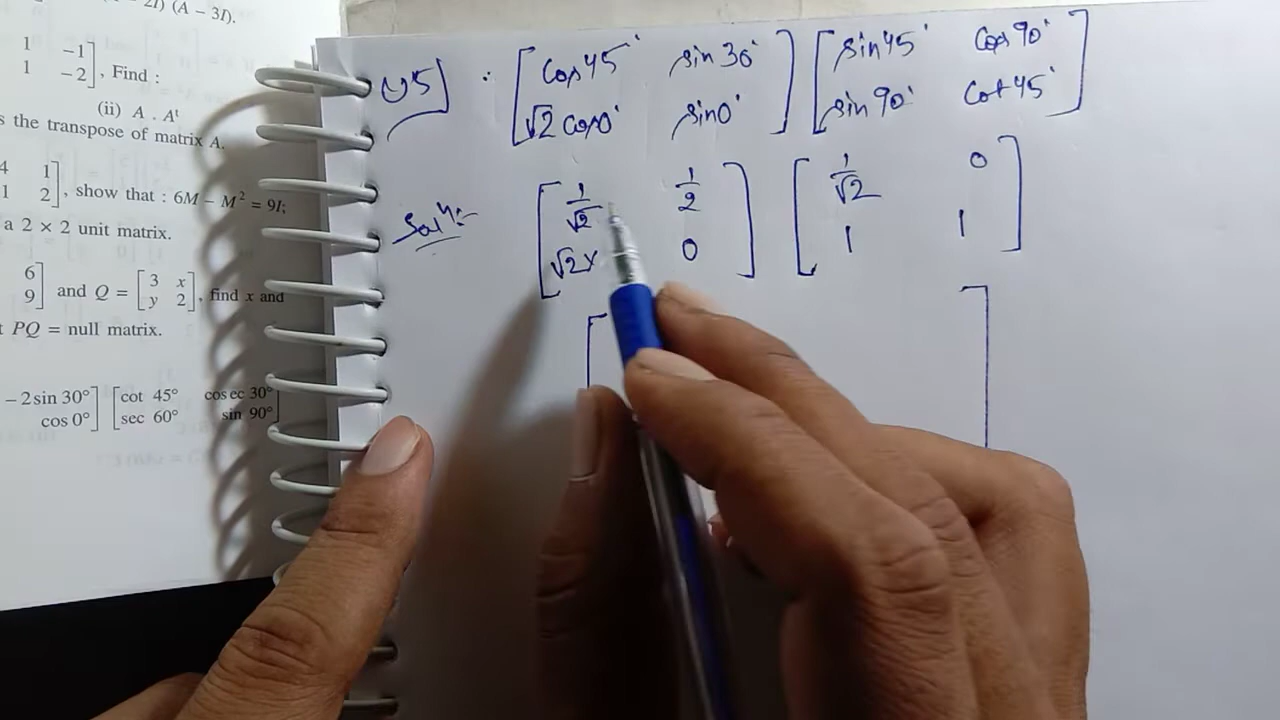 2I) (A – 3I).
1 –1
1 –2], Find :
(ii) A . Aᵗ
s the transpose of matrix A.
4 1
1 2], show that : 6M – M² = 9I;
a 2 × 2 unit matrix.
6
9] and Q = [3 x
y 2], find x and
PQ = null matrix.
– 2 sin 30°
cos 0°] [cot 45° cosec 30°
sec 60° sin 90°]
[Cos45° sin30°] [sin45° Cos90°]
[√2 cos0° sin0°] [sin90° Cot45°]
Solⁿ:- [1/√2 1/2] [1/√2 0]
[√2× 0] [1 1]
[ ]